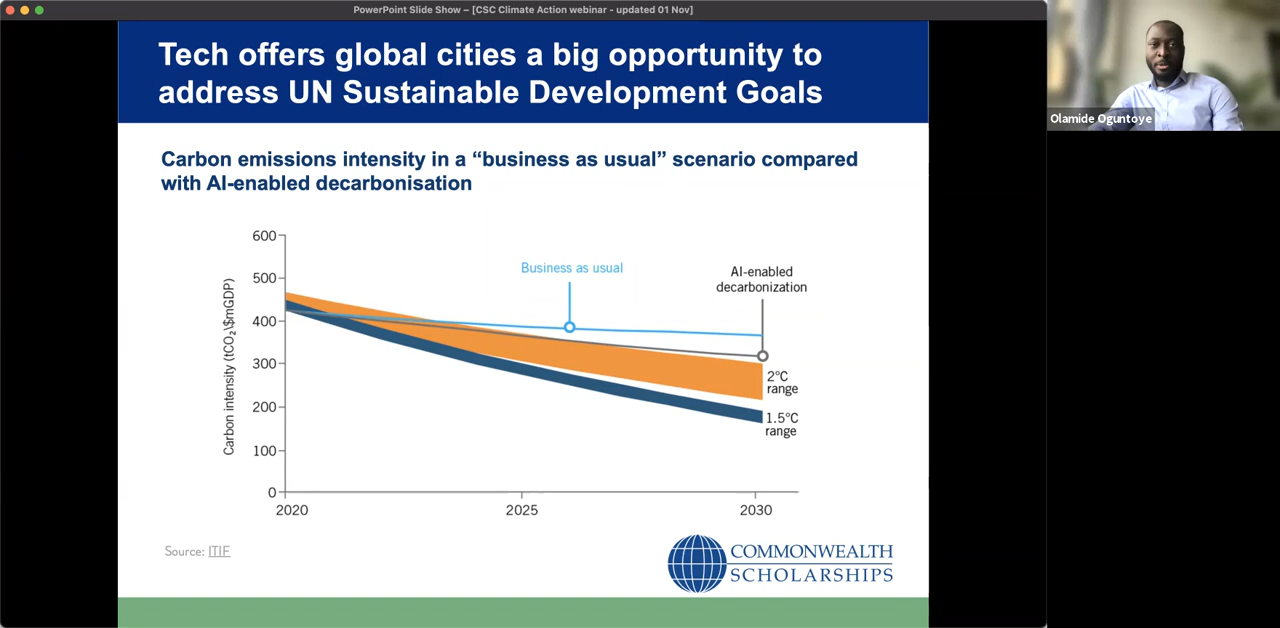 PowerPoint Slide Show – [CSC Climate Action webinar - updated 01 Nov]
Tech offers global cities a big opportunity to
address UN Sustainable Development Goals
Olamide Oguntoye
Carbon emissions intensity in a “business as usual” scenario compared
with AI-enabled decarbonisation
Carbon intensity (tCO₂\$mGDP)
600
500
400
300
200
100
0
2020
2025
2030
Business as usual
AI-enabled
decarbonization
2°C
range
1.5°C
range
Source: ITIF
COMMONWEALTH
SCHOLARSHIPS